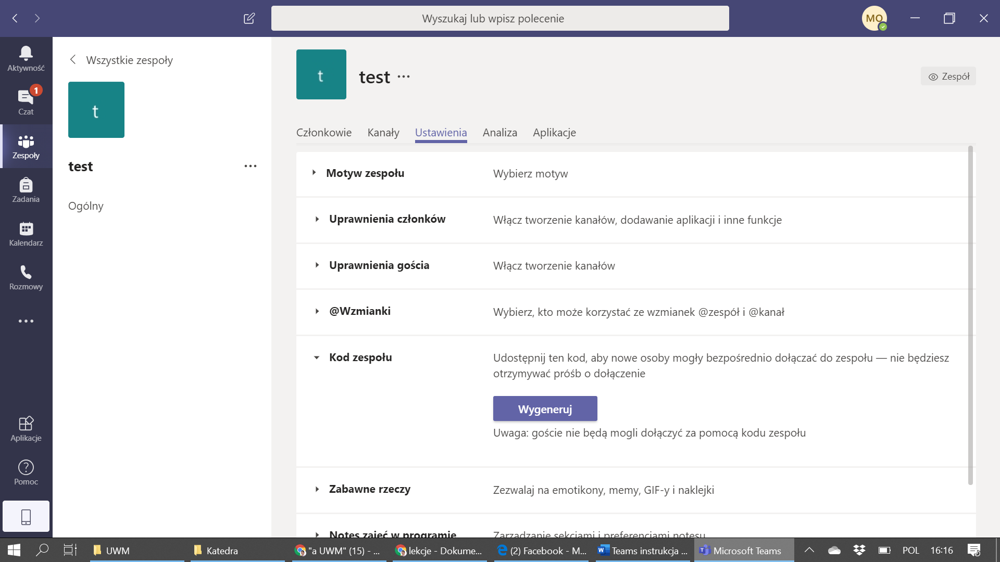 Wyszukaj lub wpisz polecenie
MO
Aktywność
1
Czat
Zespoły
Zadania
Kalendarz
Rozmowy
Aplikacje
Pomoc
Wszystkie zespoły
t
test
Ogólny
t
test
Zespół
Członkowie Kanały Ustawienia Analiza Aplikacje
Motyw zespołu Wybierz motyw
Uprawnienia członków Włącz tworzenie kanałów, dodawanie aplikacji i inne funkcje
Uprawnienia gościa Włącz tworzenie kanałów
@Wzmianki Wybierz, kto może korzystać ze wzmianek @zespół i @kanał
Kod zespołu Udostępnij ten kod, aby nowe osoby mogły bezpośrednio dołączać do zespołu — nie będziesz
otrzymywać próśb o dołączenie
Wygeneruj
Uwaga: goście nie będą mogli dołączyć za pomocą kodu zespołu
Zabawne rzeczy Zezwalaj na emotikony, memy, GIF-y i naklejki
Notes zajęć w programie Zarządzanie sekcjami i preferencjami notesu
UWM Katedra "a UWM" (15) - ... lekcje - Dokume... (2) Facebook - M... Teams instrukcja ... Microsoft Teams POL 16:16